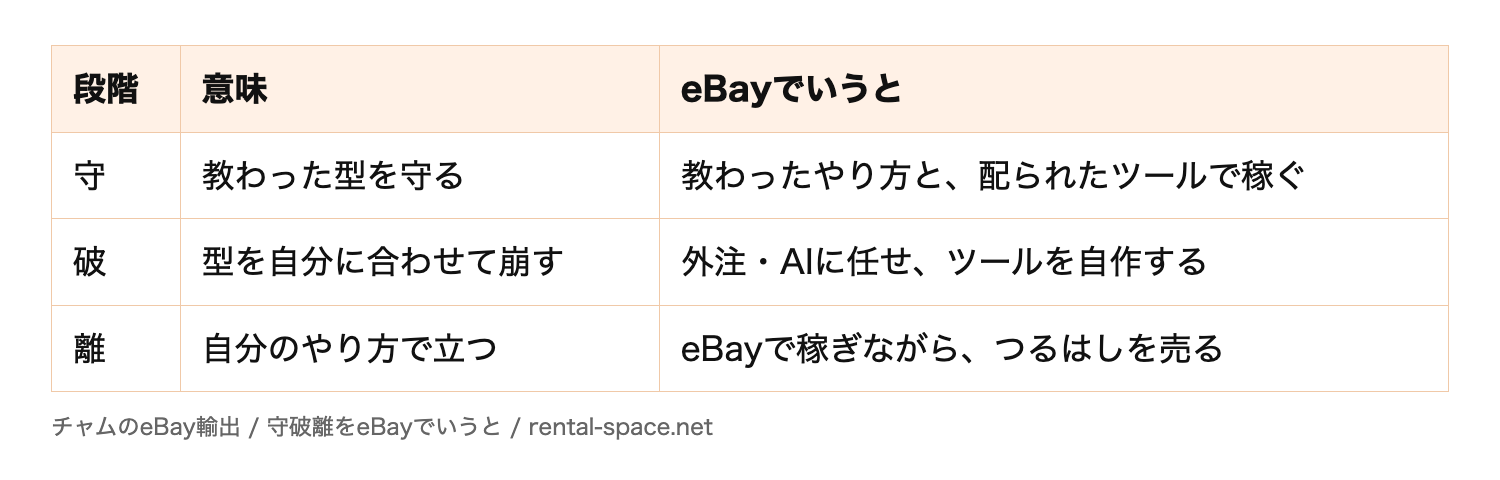 段階 意味 eBayでいうと
守 教わった型を守る 教わったやり方と、配られたツールで稼ぐ
破 型を自分に合わせて崩す 外注・AIに任せ、ツールを自作する
離 自分のやり方で立つ eBayで稼ぎながら、つるはしを売る
チャムのeBay輸出 / 守破離をeBayでいうと / rental-space.net